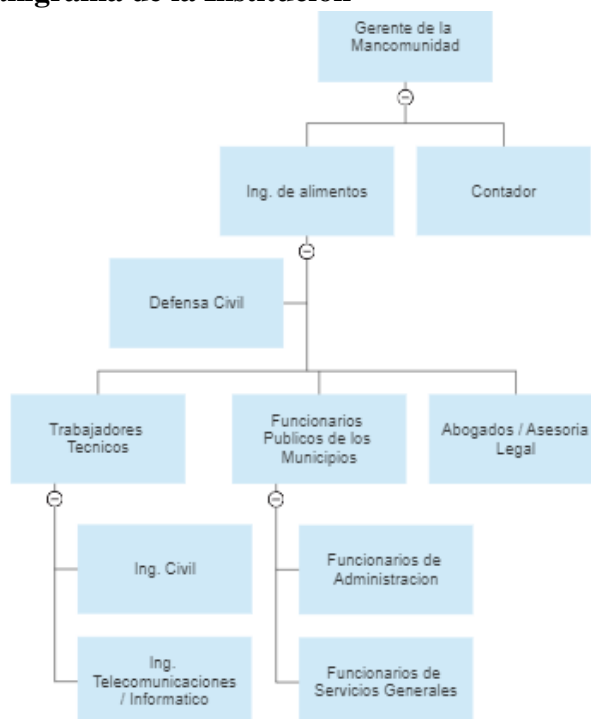 Gerente de la
Mancomunidad
Ing. de alimentos
Contador
Defensa Civil
Trabajadores
Tecnicos
Funcionarios
Publicos de los
Municipios
Abogados / Asesoria
Legal
Ing. Civil
Funcionarios de
Administracion
Ing.
Telecomunicaciones
/ Informatico
Funcionarios de
Servicios Generales